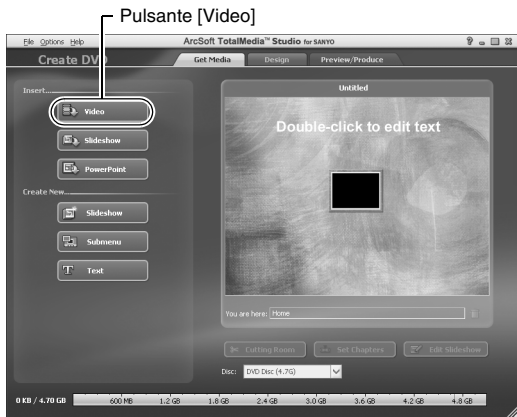 Pulsante [Video]
File Options Help
ArcSoft TotalMedia™ Studio for SANYO
Create DVD
Get Media
Design
Preview/Produce
Insert...
Video
Slideshow
PowerPoint
Create New...
Slideshow
Submenu
Text
Untitled
Double-click to edit text
You are here: Home
Cutting Room
Set Chapters
Edit Slideshow
Disc: DVD Disc (4.7G)
0 KB / 4.70 GB 600 MB 1.2 GB 1.8 GB 2.4 GB 3.0 GB 3.6 GB 4.2 GB 4.8 GB